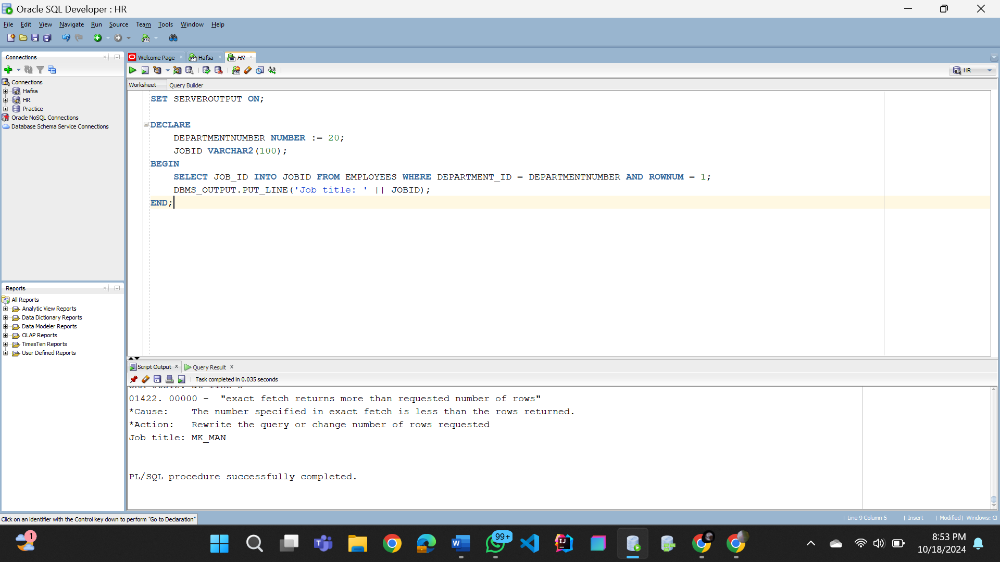 Oracle SQL Developer : HR
File Edit View Navigate Run Source Team Tools Window Help
Connections
Welcome Page Hafsa HR
HR
Worksheet Query Builder
Connections
Hafsa
HR
Practice
Oracle NoSQL Connections
Database Schema Service Connections
SET SERVEROUTPUT ON;
DECLARE
DEPARTMENTNUMBER NUMBER := 20;
JOBID VARCHAR2(100);
BEGIN
SELECT JOB_ID INTO JOBID FROM EMPLOYEES WHERE DEPARTMENT_ID = DEPARTMENTNUMBER AND ROWNUM = 1;
DBMS_OUTPUT.PUT_LINE('Job title: ' || JOBID);
END;
Reports
All Reports
Analytic View Reports
Data Dictionary Reports
Data Modeler Reports
OLAP Reports
TimesTen Reports
User Defined Reports
Script Output x Query Result x
Task completed in 0.035 seconds
01422. 00000 -  "exact fetch returns more than requested number of rows"
*Cause:    The number specified in exact fetch is less than the rows returned.
*Action:   Rewrite the query or change number of rows requested
Job title: MK_MAN
PL/SQL procedure successfully completed.
Click on an identifier with the Control key down to perform "Go to Declaration"
| Line 9 Column 5 | Insert | Modified | Windows: CF
1
99+
8:53 PM
10/18/2024